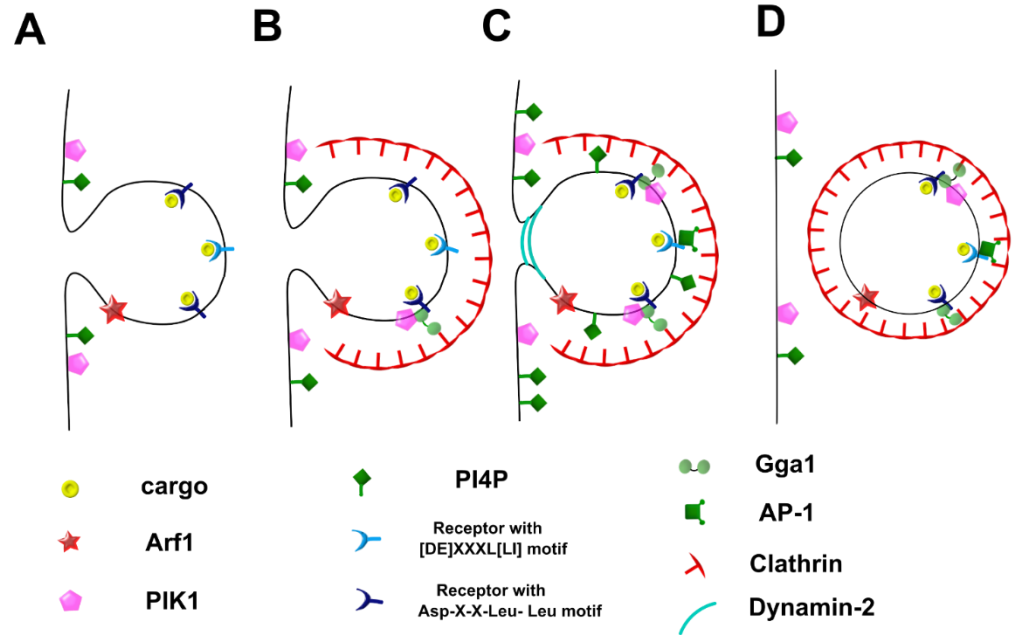 A
B
C
D
cargo
Arf1
PIK1
PI4P
Receptor with
[DE]XXXL[LI] motif
Receptor with
Asp-X-X-Leu- Leu motif
Gga1
AP-1
Clathrin
Dynamin-2